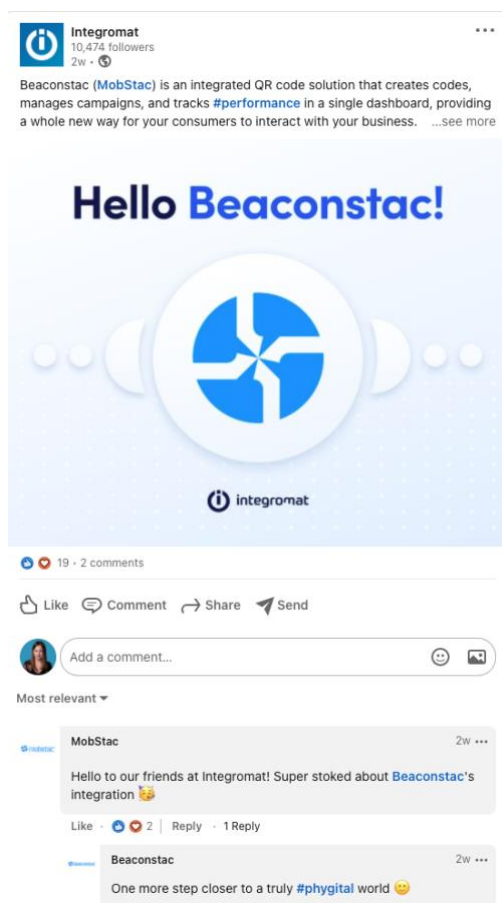 Integromat
10,474 followers
2w •
Beaconstac (MobStac) is an integrated QR code solution that creates codes,
manages campaigns, and tracks #performance in a single dashboard, providing
a whole new way for your consumers to interact with your business. ...see more
Hello Beaconstac!
integromat
19 · 2 comments
Like Comment Share Send
Add a comment...
Most relevant
mobstac
MobStac 2w
Hello to our friends at Integromat! Super stoked about Beaconstac's
integration 🥳
Like · 2 | Reply · 1 Reply
Beaconstac
Beaconstac 2w
One more step closer to a truly #phygital world 🙂